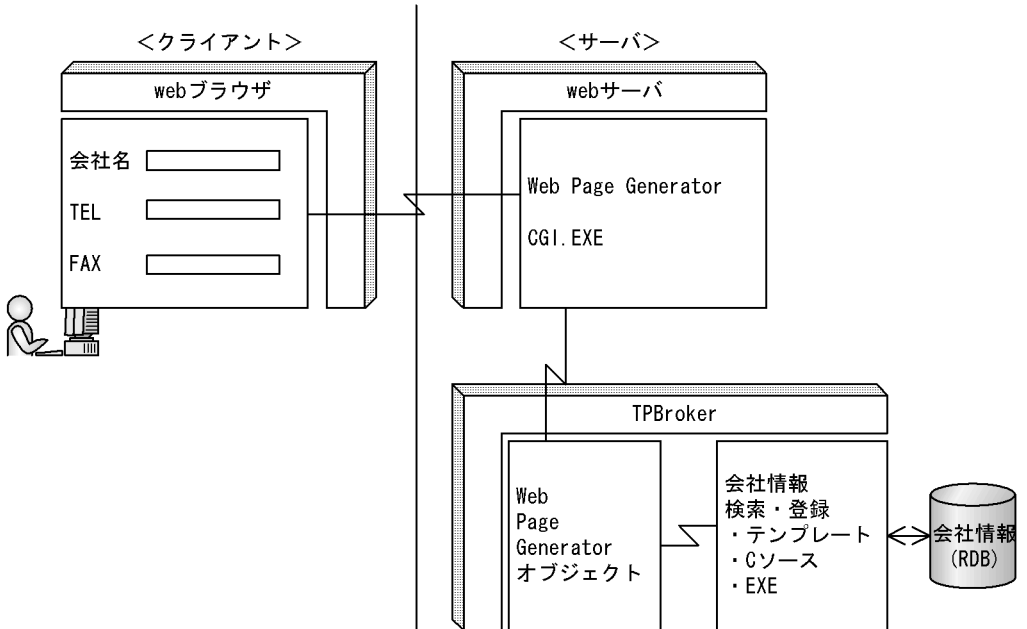 <クライアント>
<サーバ>
webブラウザ
webサーバ
会社名
TEL
FAX
Web Page Generator
CGI.EXE
TPBroker
Web
Page
Generator
オブジェクト
会社情報
検索・登録
・テンプレート
・Cソース
・EXE
会社情報
(RDB)